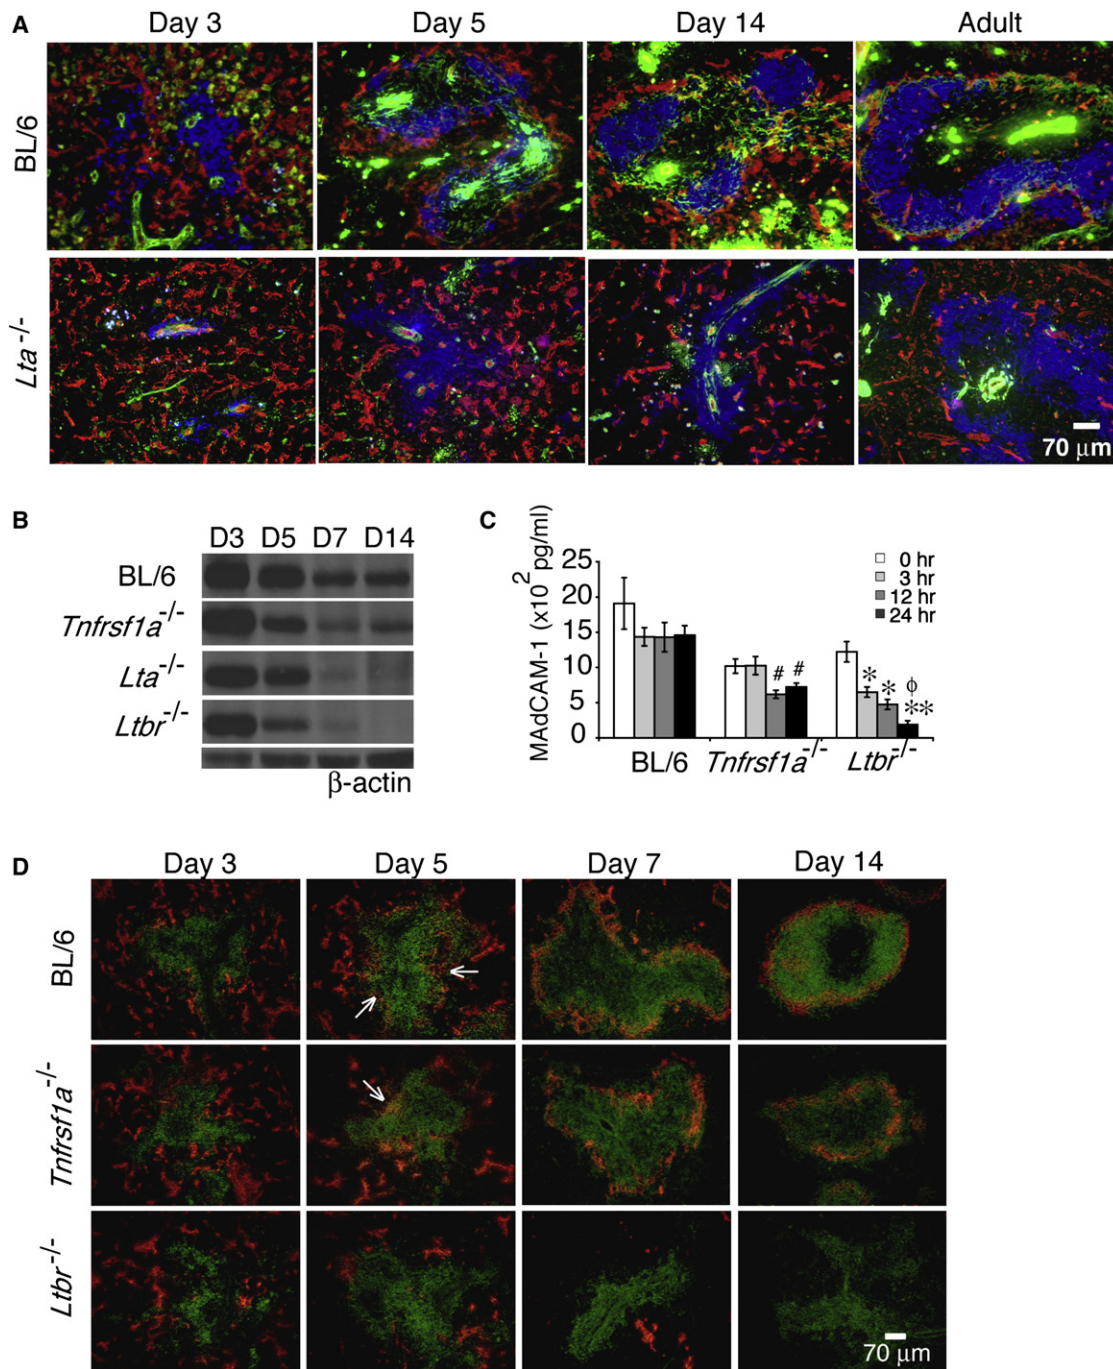 A
Day 3 Day 5 Day 14 Adult
BL/6
Lta-/-
70 μm
B
D3 D5 D7 D14
BL/6
Tnfrsf1a-/-
Lta-/-
Ltbr-/-
β-actin
C
MAdCAM-1 (x10² pg/ml)
25
20
15
10
5
0
0 hr
3 hr
12 hr
24 hr
# #
* * ϕ
**
BL/6 Tnfrsf1a-/- Ltbr-/-
D
Day 3 Day 5 Day 7 Day 14
BL/6
Tnfrsf1a-/-
Ltbr-/-
70 μm